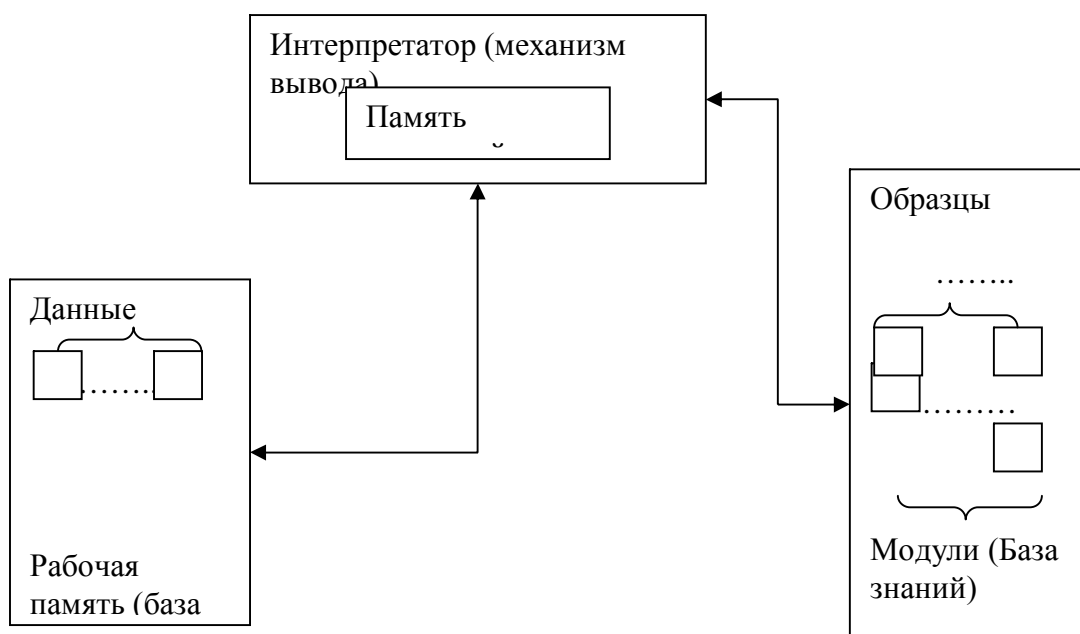 Интерпретатор (механизм
вывода)
Память
й
Образцы
……..
Данные
……..
………
Рабочая
память (база
Модули (База
знаний)